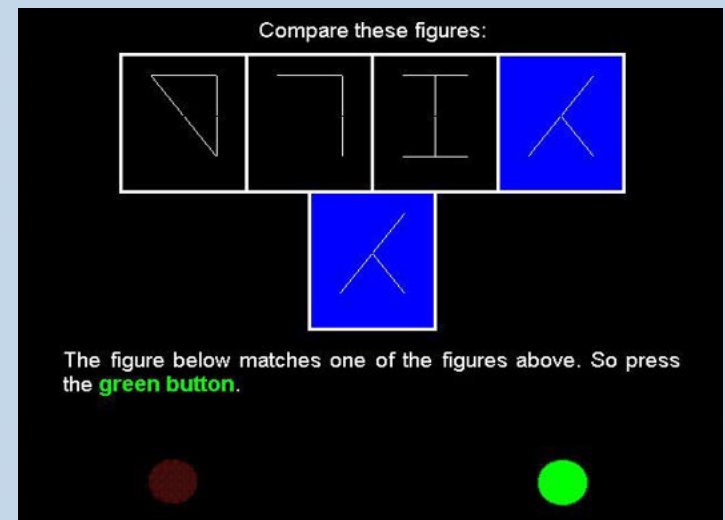 Compare these figures:
The figure below matches one of the figures above. So press
the green button.